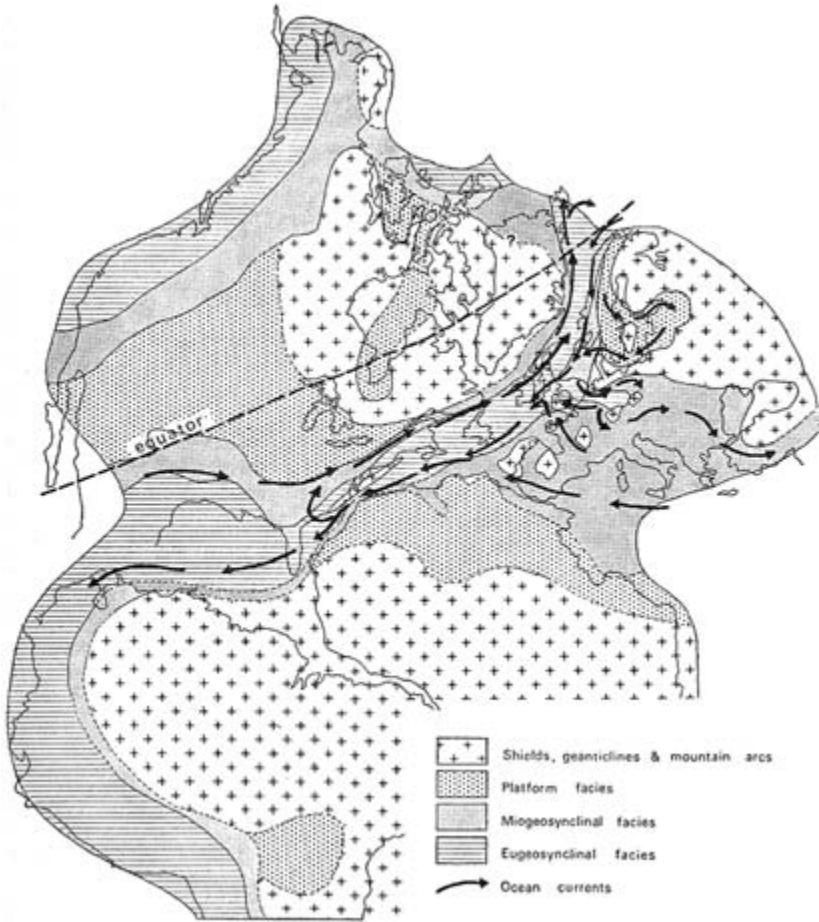 ?
equator
Shields, geanticlines & mountain arcs
Platform facies
Miogeosynclinal facies
Eugeosynclinal facies
Ocean currents